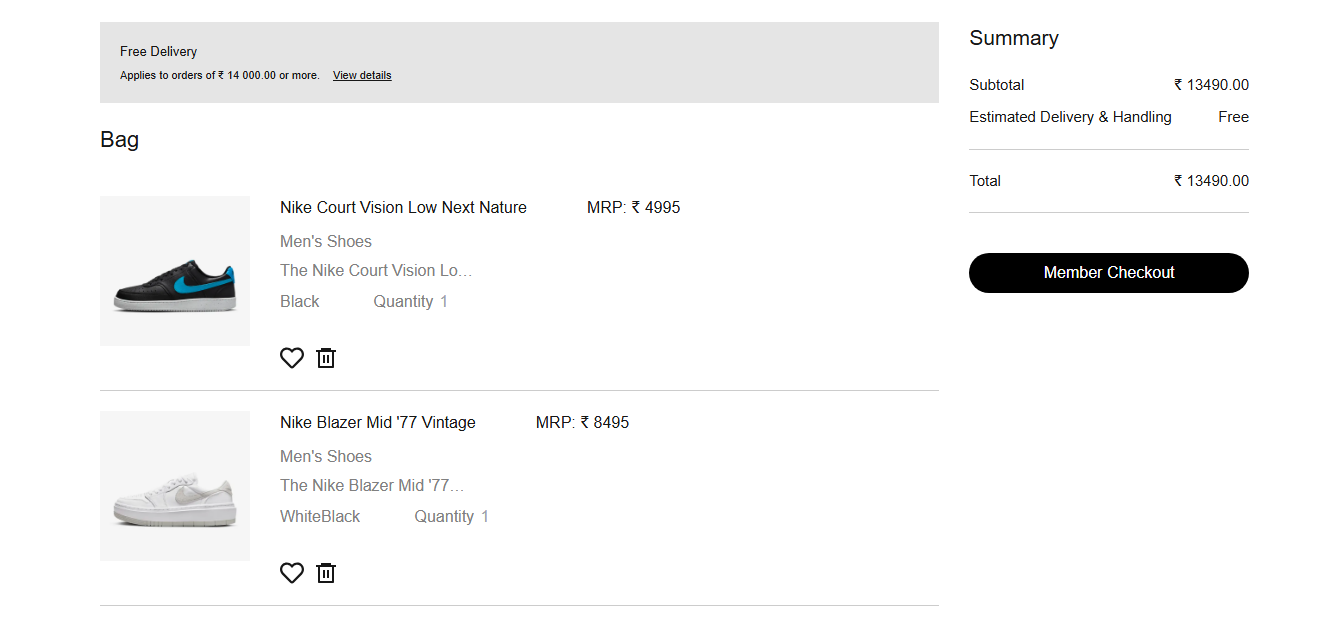 Free Delivery
Applies to orders of ₹ 14 000.00 or more. View details
Bag
Nike Court Vision Low Next Nature MRP: ₹ 4995
Men's Shoes
The Nike Court Vision Lo...
Black Quantity 1
Nike Blazer Mid '77 Vintage MRP: ₹ 8495
Men's Shoes
The Nike Blazer Mid '77...
WhiteBlack Quantity 1
Summary
Subtotal ₹ 13490.00
Estimated Delivery & Handling Free
Total ₹ 13490.00
Member Checkout